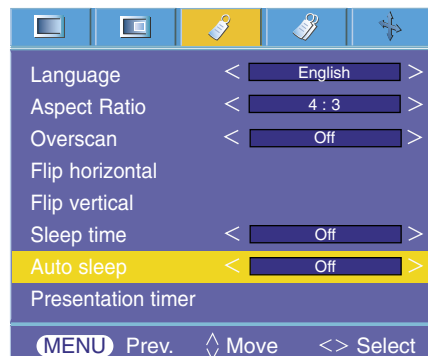 Language < English >
Aspect Ratio < 4 : 3 >
Overscan < Off >
Flip horizontal
Flip vertical
Sleep time < Off >
Auto sleep < Off >
Presentation timer
MENU Prev. Move <> Select